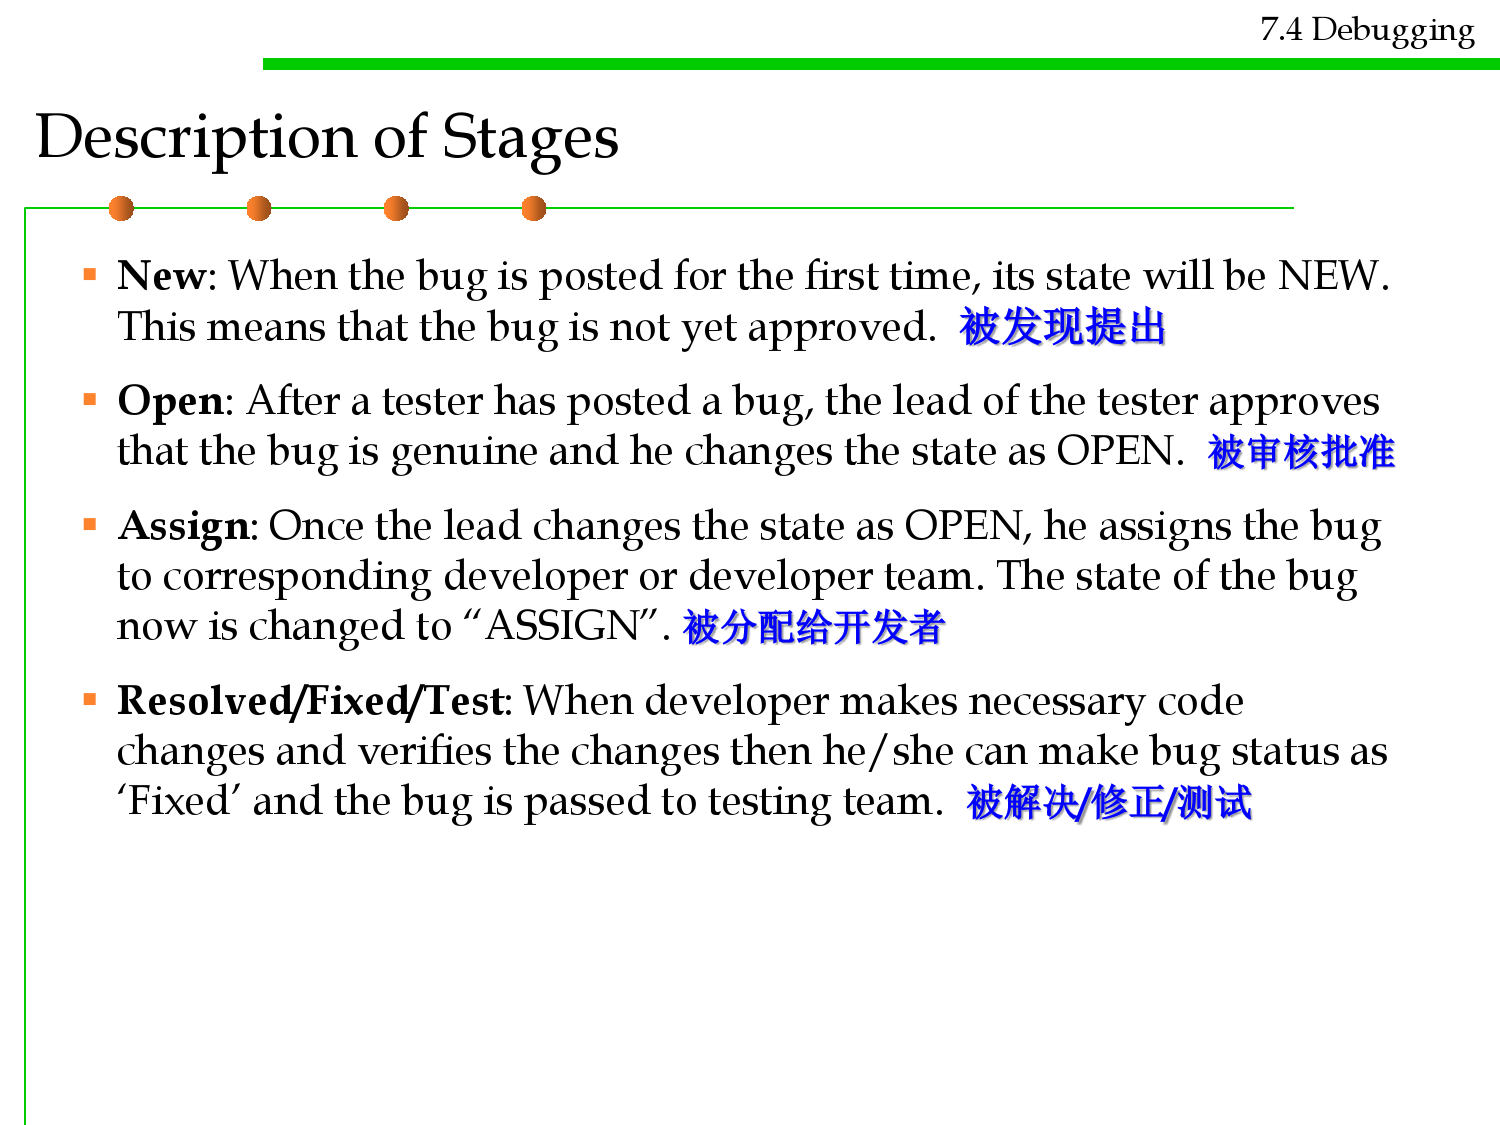 7.4 Debugging
Description of Stages
▪ New: When the bug is posted for the first time, its state will be NEW.
This means that the bug is not yet approved. 被发现提出
▪ Open: After a tester has posted a bug, the lead of the tester approves
that the bug is genuine and he changes the state as OPEN. 被审核批准
▪ Assign: Once the lead changes the state as OPEN, he assigns the bug
to corresponding developer or developer team. The state of the bug
now is changed to “ASSIGN”. 被分配给开发者
▪ Resolved/Fixed/Test: When developer makes necessary code
changes and verifies the changes then he/she can make bug status as
‘Fixed’ and the bug is passed to testing team. 被解决/修正/测试